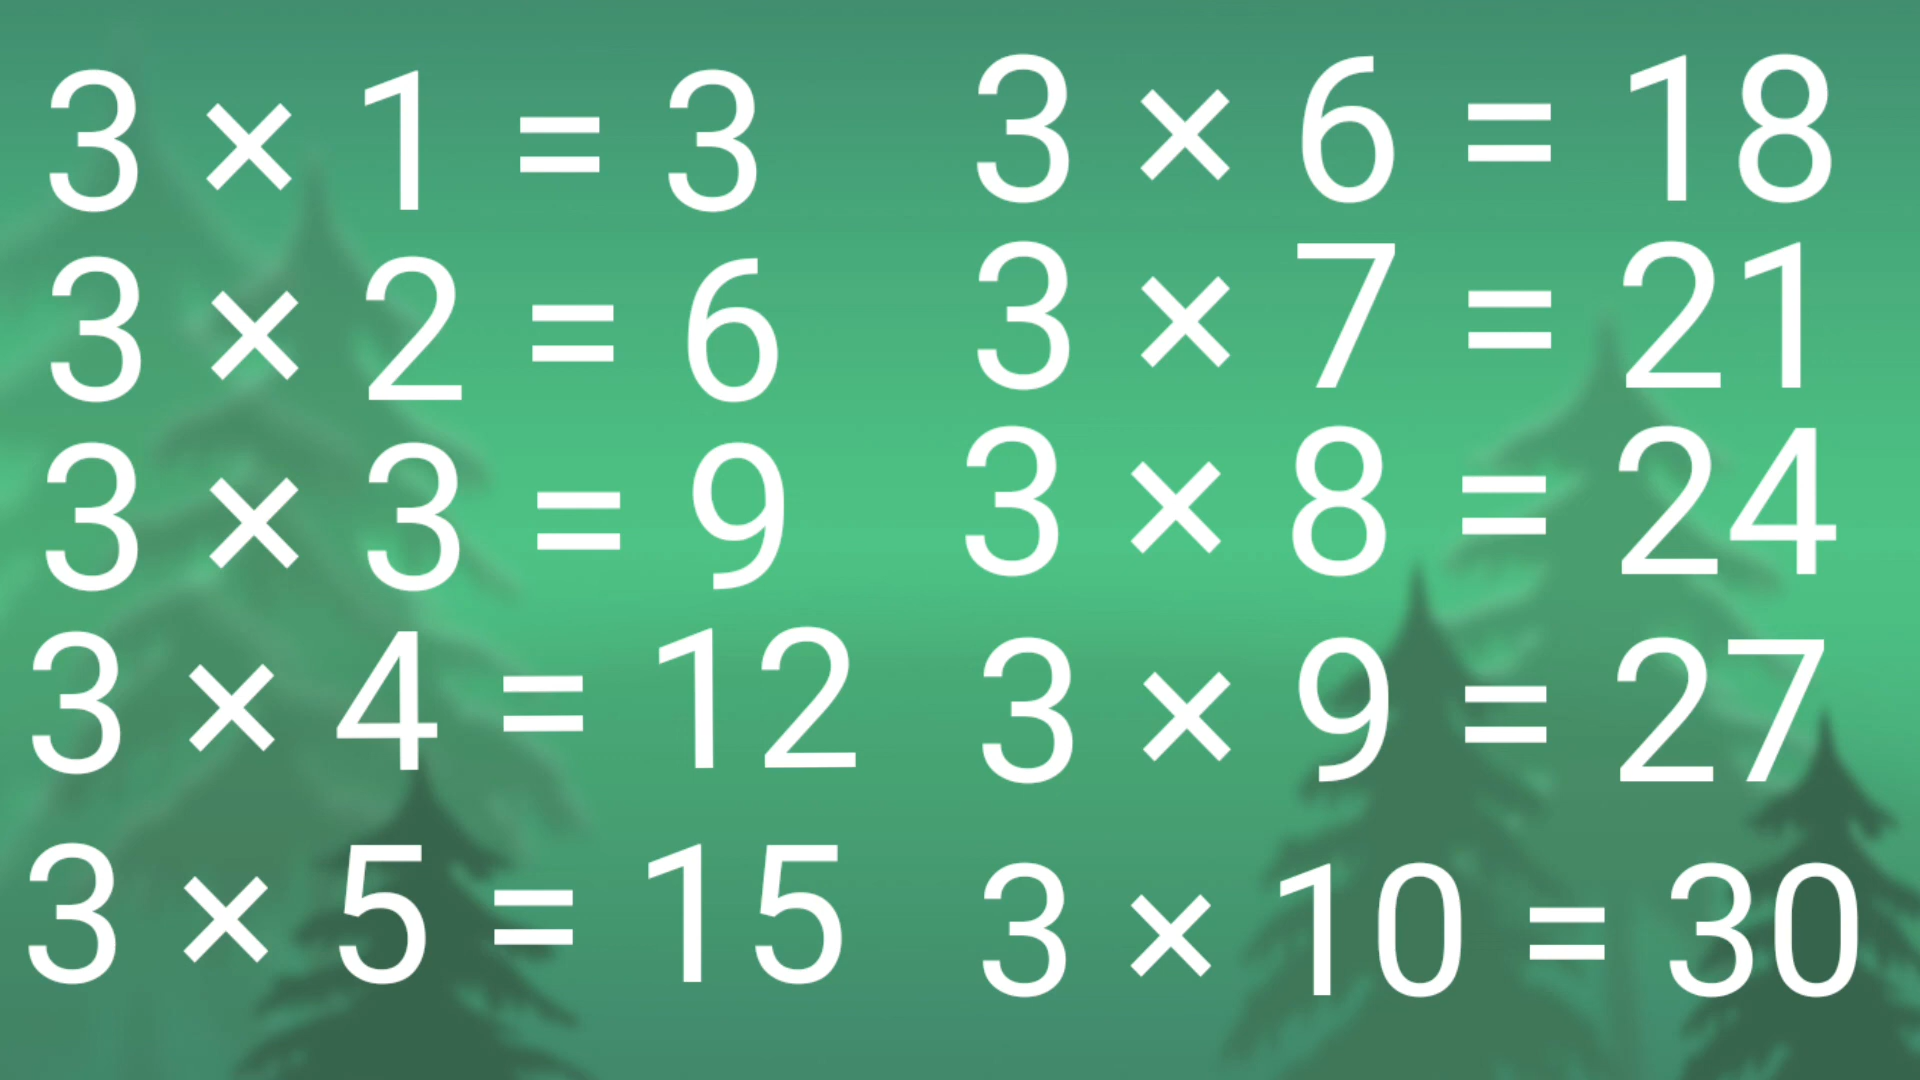 3 × 1 = 3
3 × 2 = 6
3 × 3 = 9
3 × 4 = 12
3 × 5 = 15
3 × 6 = 18
3 × 7 = 21
3 × 8 = 24
3 × 9 = 27
3 × 10 = 30